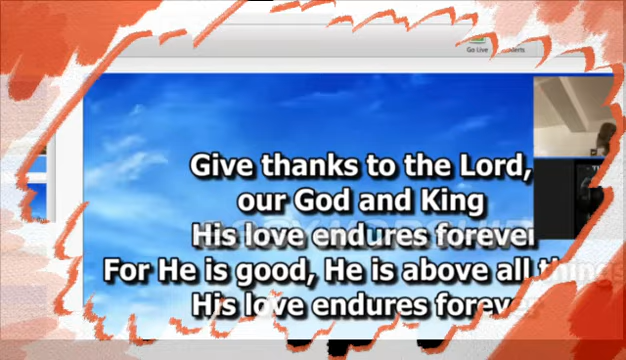 Go Live
Give thanks to the Lord,
our God and King
His love endures forever
For He is good, He is above all things
His love endures forever